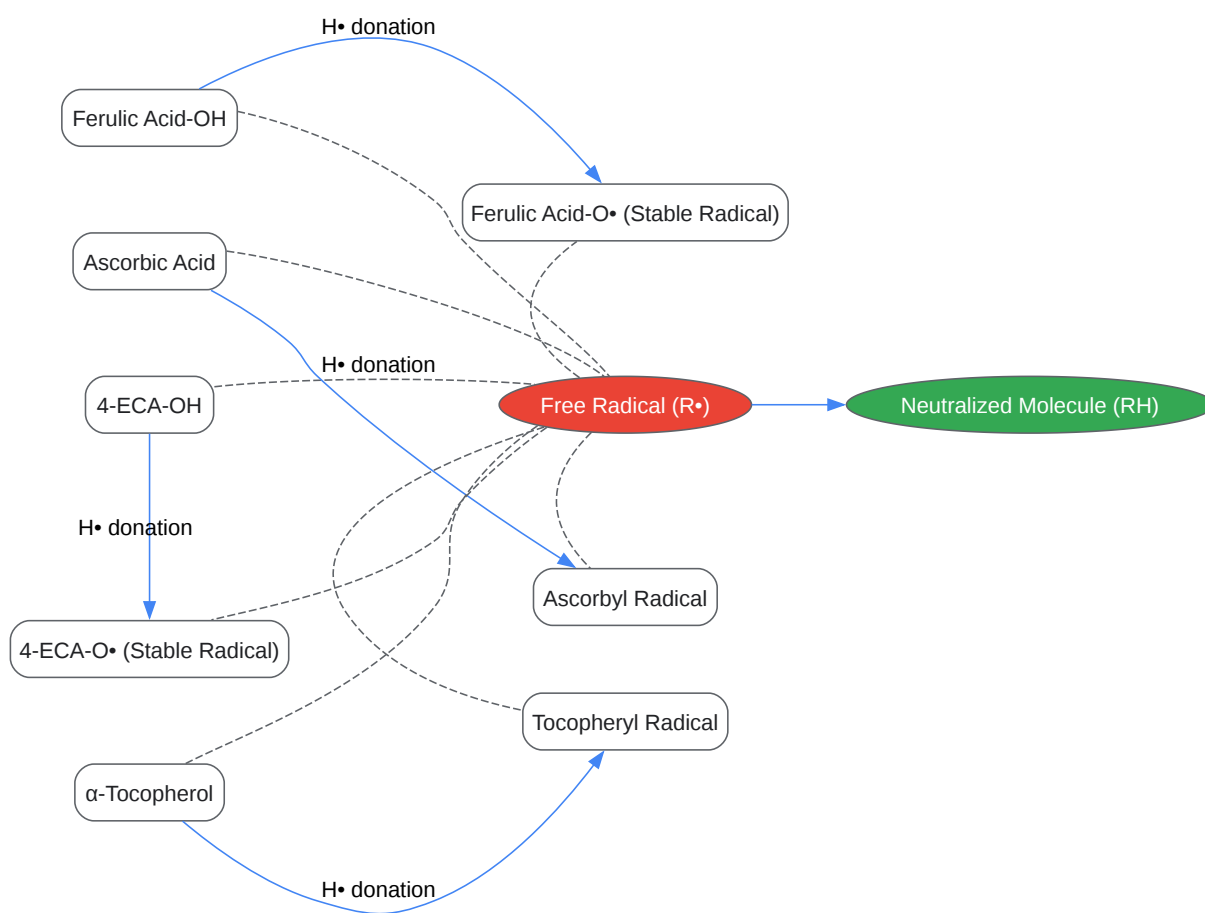 H• donation
Ferulic Acid-OH
Ferulic Acid-O• (Stable Radical)
Ascorbic Acid
H• donation
4-ECA-OH
Free Radical (R•)
Neutralized Molecule (RH)
H• donation
Ascorbyl Radical
4-ECA-O• (Stable Radical)
Tocopheryl Radical
α-Tocopherol
H• donation